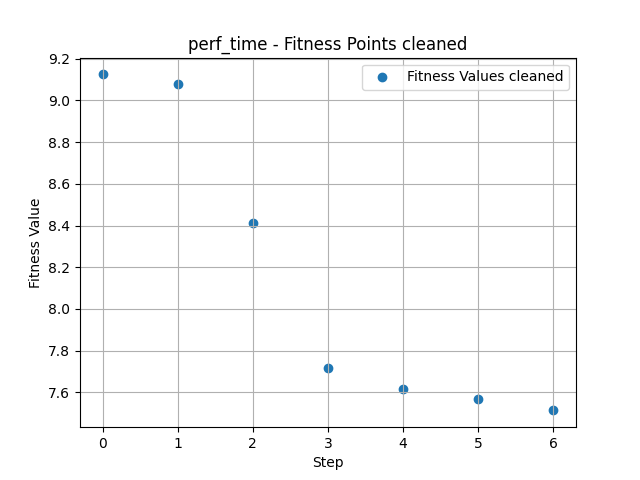 perf_time - Fitness Points cleaned
Fitness Values cleaned
Fitness Value
9.2
9.0
8.8
8.6
8.4
8.2
8.0
7.8
7.6
0 1 2 3 4 5 6
Step